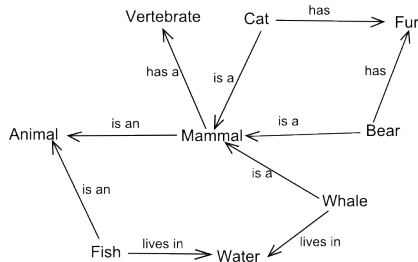 Vertebrate
Cat
has
Fur
has a
is a
has
Animal
is an
Mammal
is a
Bear
is an
is a
Whale
Fish
lives in
Water
lives in